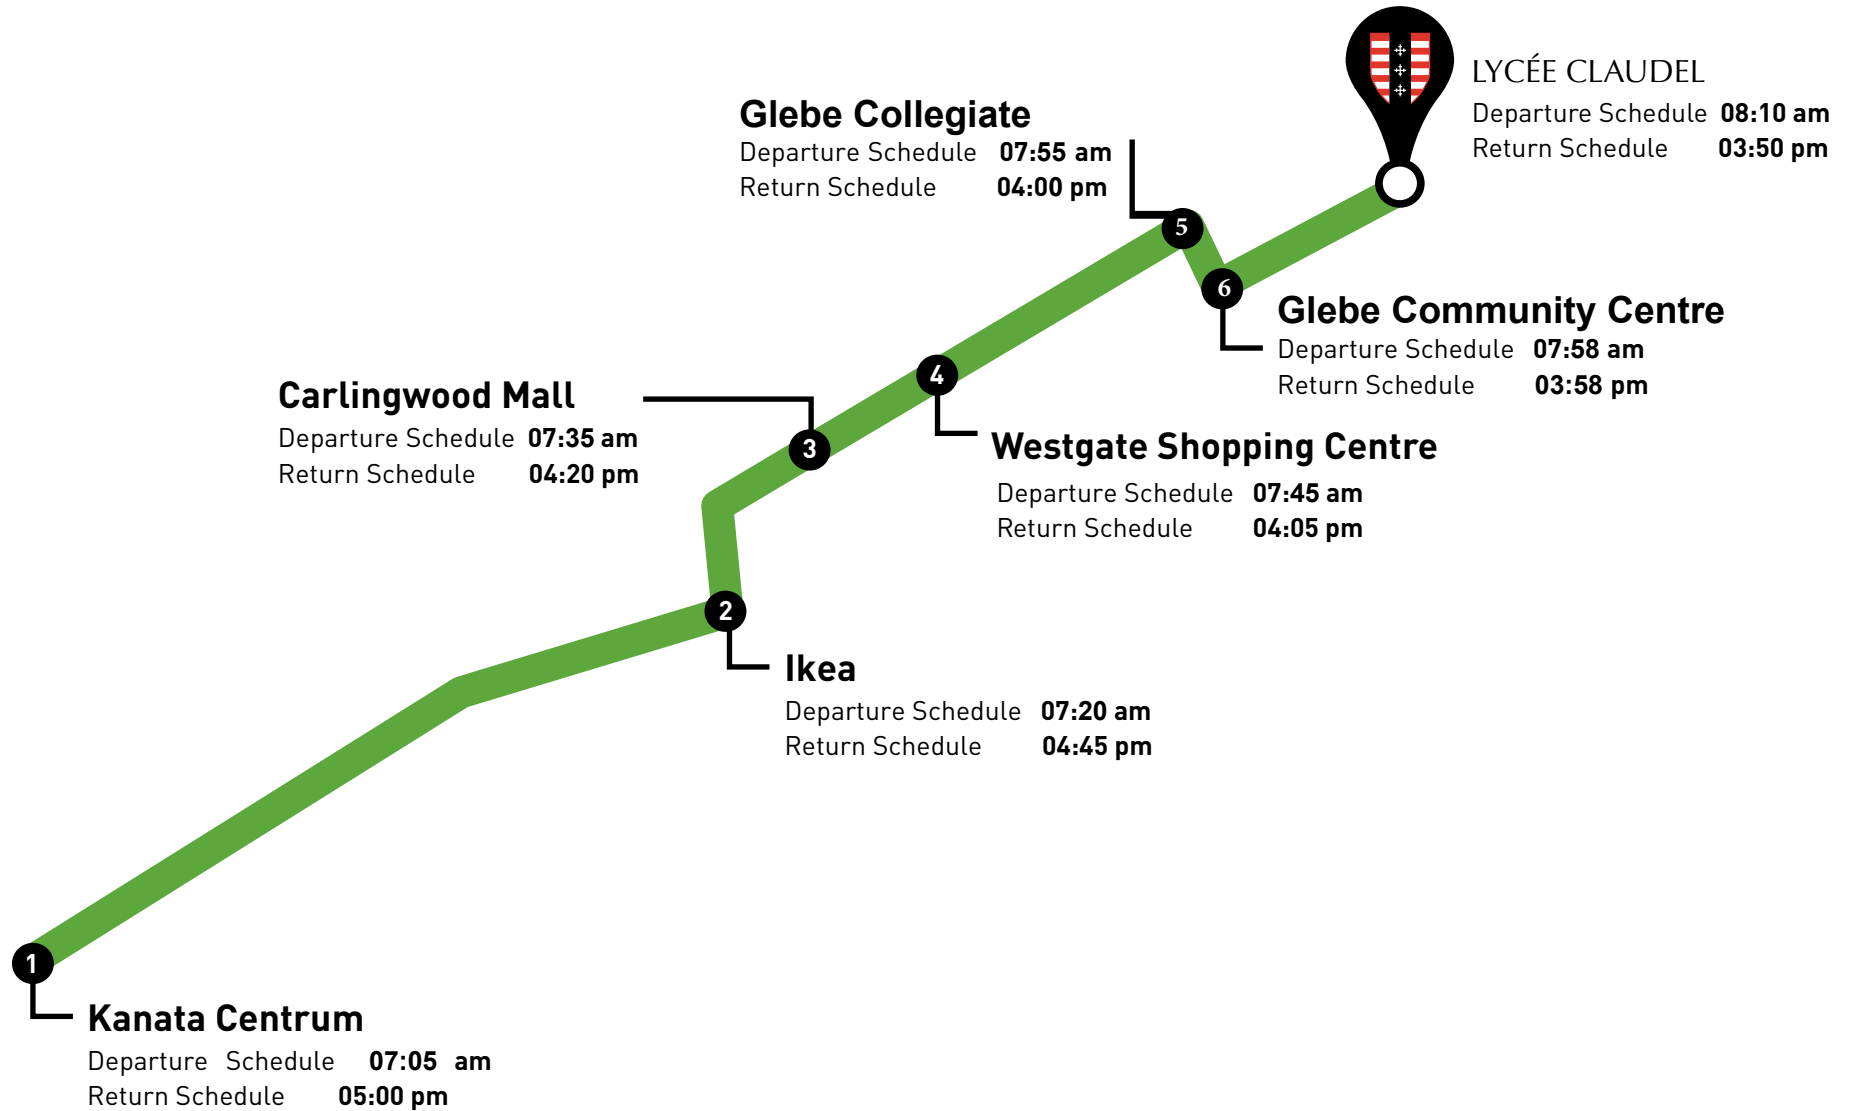 LYCÉE CLAUDEL
Departure Schedule 08:10 am
Return Schedule 03:50 pm
Glebe Collegiate
Departure Schedule 07:55 am
Return Schedule 04:00 pm
5
6
Glebe Community Centre
Departure Schedule 07:58 am
Return Schedule 03:58 pm
4
Carlingwood Mall
Departure Schedule 07:35 am
Return Schedule 04:20 pm
3
Westgate Shopping Centre
Departure Schedule 07:45 am
Return Schedule 04:05 pm
2
Ikea
Departure Schedule 07:20 am
Return Schedule 04:45 pm
1
Kanata Centrum
Departure Schedule 07:05 am
Return Schedule 05:00 pm